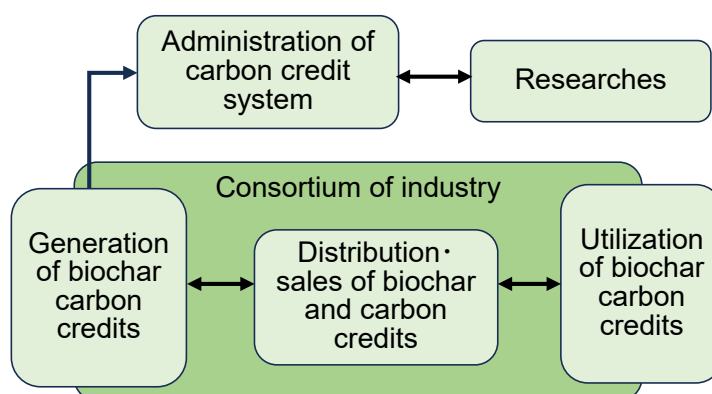 Administration of
carbon credit
system
Researches
Consortium of industry
Generation
of biochar
carbon
credits
Distribution・
sales of biochar
and carbon
credits
Utilization
of biochar
carbon
credits